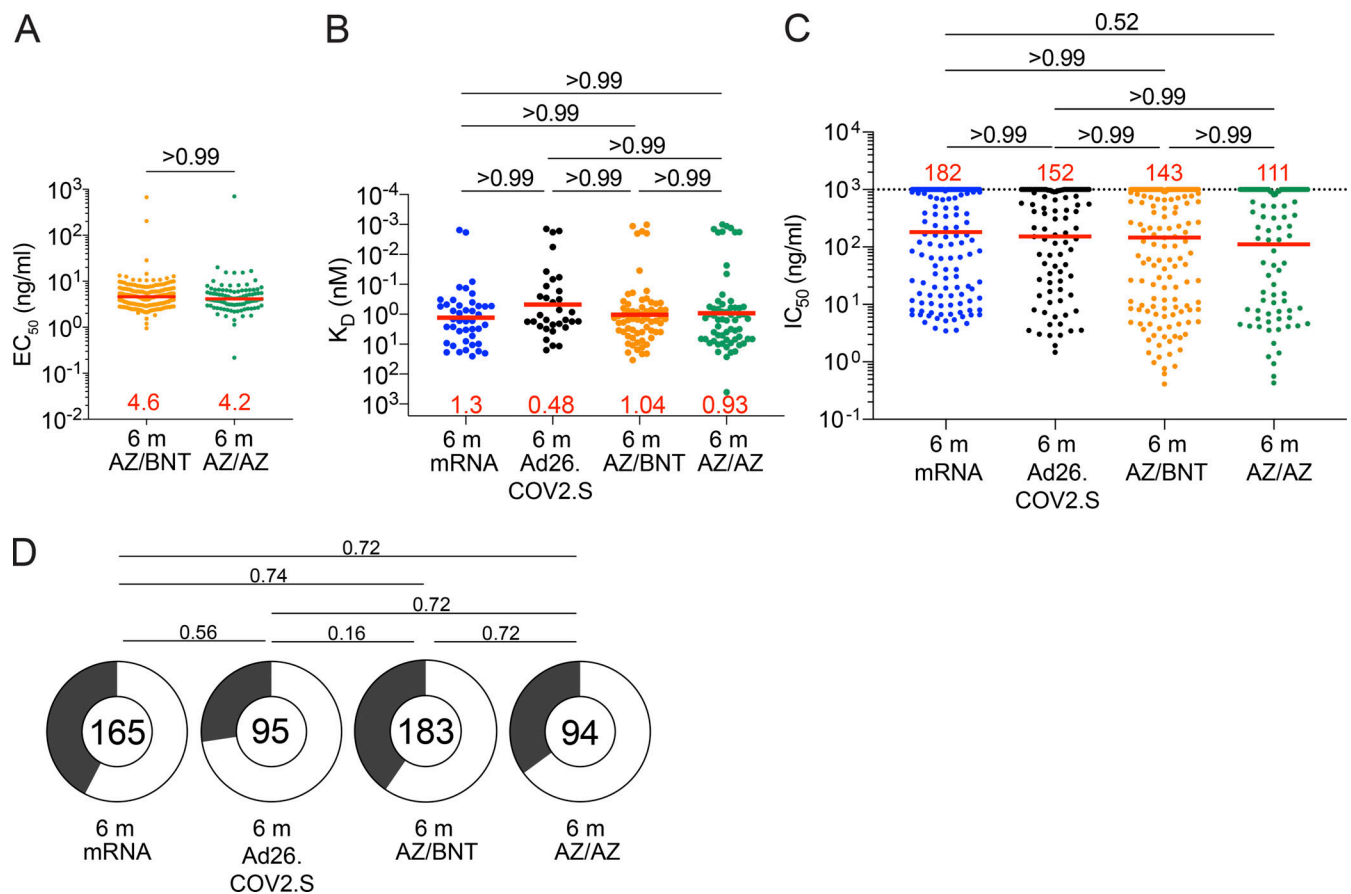 A
>0.99
EC50 (ng/ml)
10^3
10^2
10^1
10^0
10^-1
10^-2
4.6
4.2
6 m
AZ/BNT
6 m
AZ/AZ
B
>0.99
>0.99
>0.99
>0.99
>0.99
>0.99
KD (nM)
10^-4
10^-3
10^-2
10^-1
10^0
10^1
10^2
10^3
1.3
0.48
1.04
0.93
6 m
mRNA
6 m
Ad26.
COV2.S
6 m
AZ/BNT
6 m
AZ/AZ
C
0.52
>0.99
>0.99
>0.99
>0.99
>0.99
IC50 (ng/ml)
10^4
10^3
10^2
10^1
10^0
10^-1
182
152
143
111
6 m
mRNA
6 m
Ad26.
COV2.S
6 m
AZ/BNT
6 m
AZ/AZ
D
0.72
0.74
0.72
0.56
0.16
0.72
165
95
183
94
6 m
mRNA
6 m
Ad26.
COV2.S
6 m
AZ/BNT
6 m
AZ/AZ